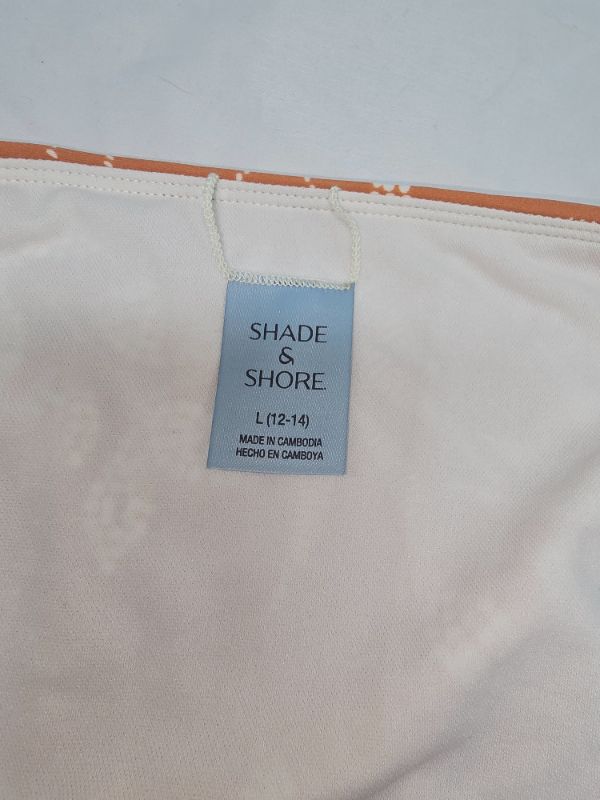 SHADE
&
SHORE.
L (12-14)
MADE IN CAMBODIA
HECHO EN CAMBOYA